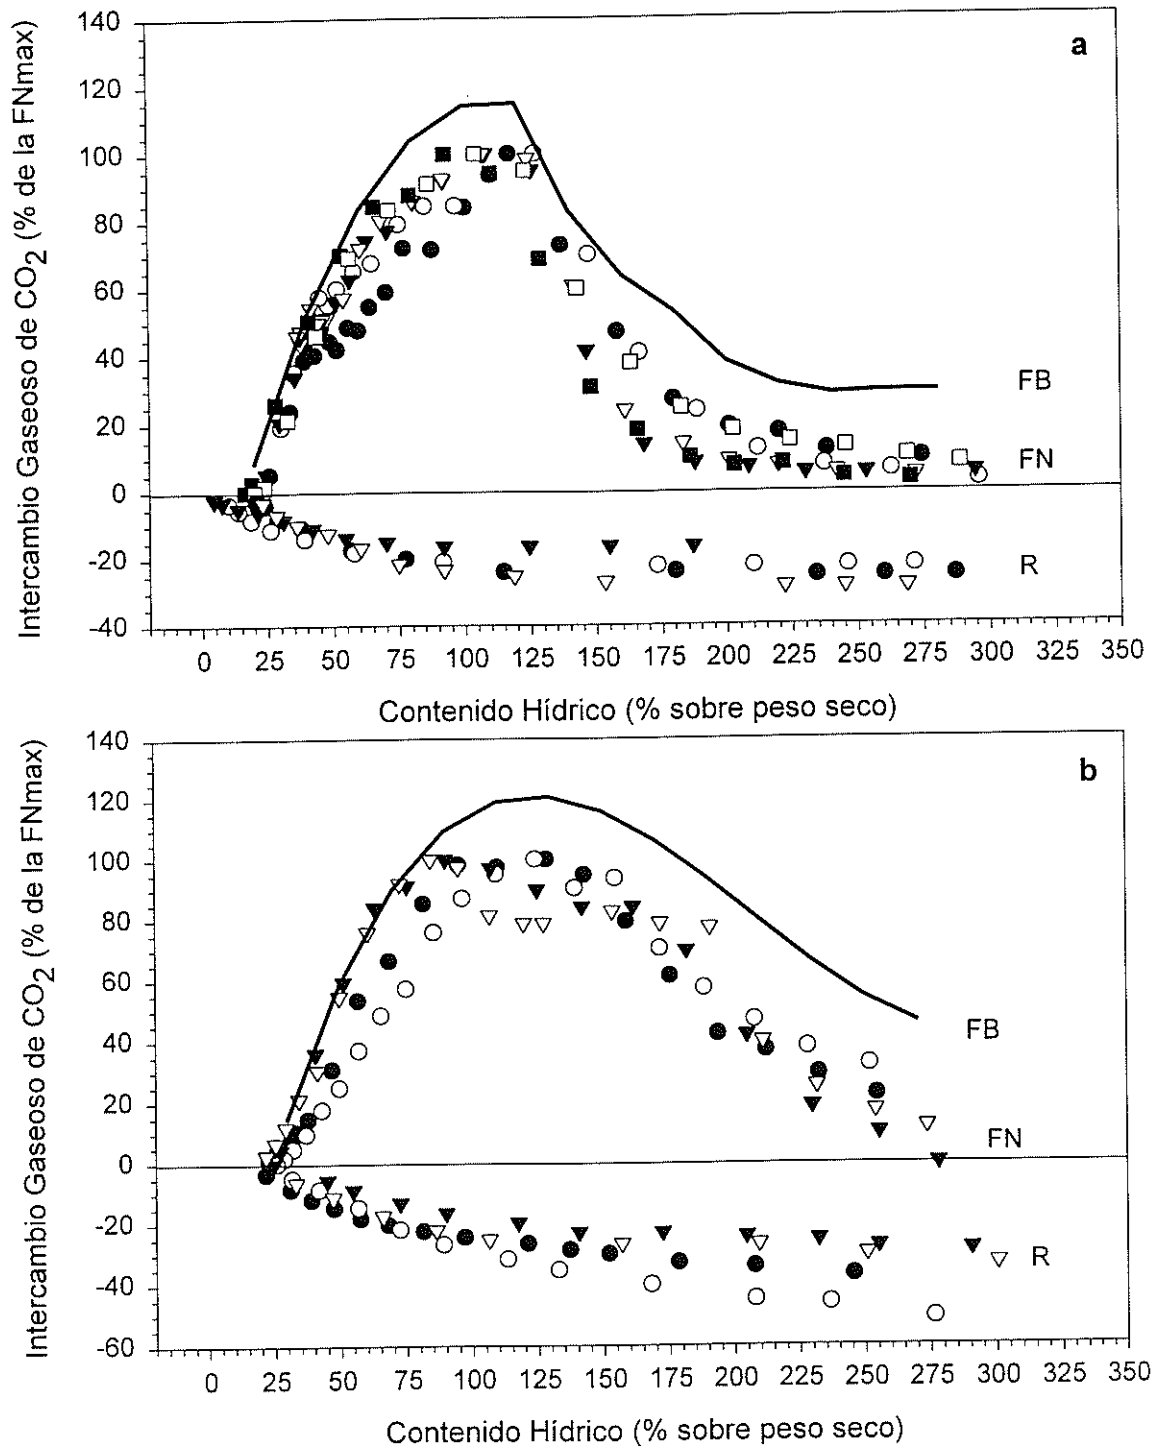 Intercambio Gaseoso de CO2 (% de la FNmax)
140
120
100
80
60
40
20
0
-20
-40
a
FB
FN
R
0 25 50 75 100 125 150 175 200 225 250 275 300 325 350
Contenido Hídrico (% sobre peso seco)
Intercambio Gaseoso de CO2 (% de la FNmax)
140
120
100
80
60
40
20
0
-20
-40
-60
b
FB
FN
R
0 25 50 75 100 125 150 175 200 225 250 275 300 325 350
Contenido Hídrico (% sobre peso seco)